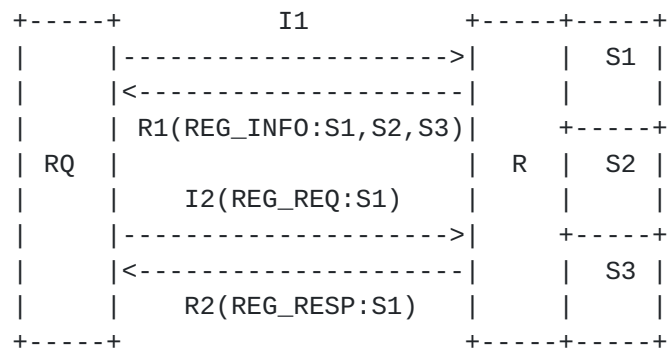 +-----+          I1          +-----+-----+
|     |--------------------->|     |  S1 |
|     |<---------------------|     |     |
|     | R1(REG_INFO:S1,S2,S3)|     +-----+
| RQ  |                      |  R  |  S2 |
|     |    I2(REG_REQ:S1)    |     |     |
|     |--------------------->|     +-----+
|     |<---------------------|     |  S3 |
|     |    R2(REG_RESP:S1)   |     |     |
+-----+                      +-----+-----+